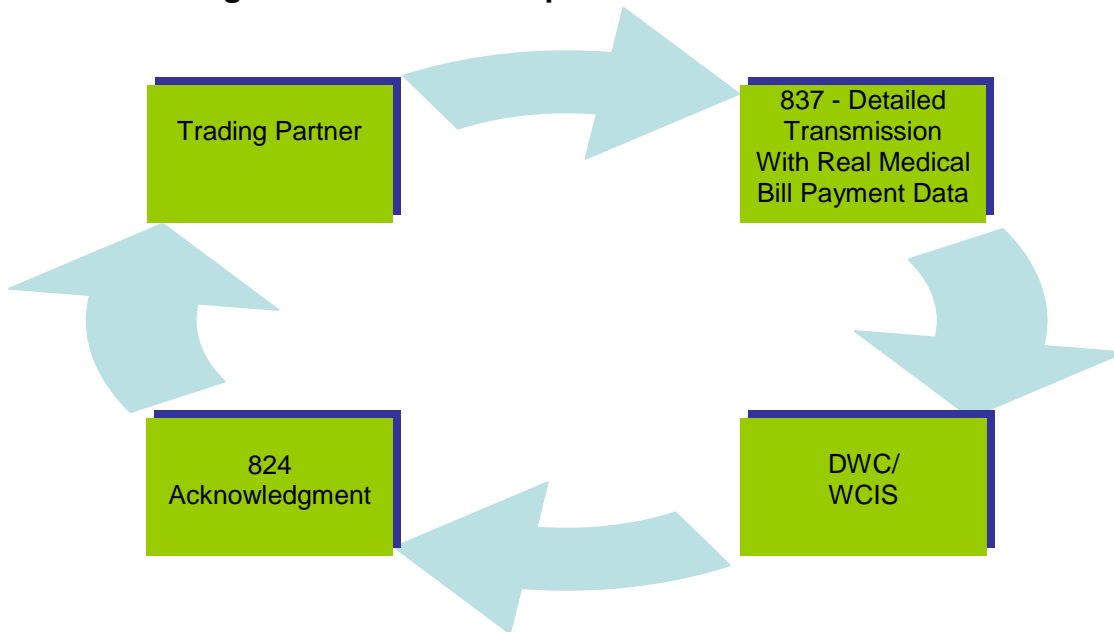 Trading Partner
837 - Detailed
Transmission
With Real Medical
Bill Payment Data
824
Acknowledgment
DWC/
WCIS